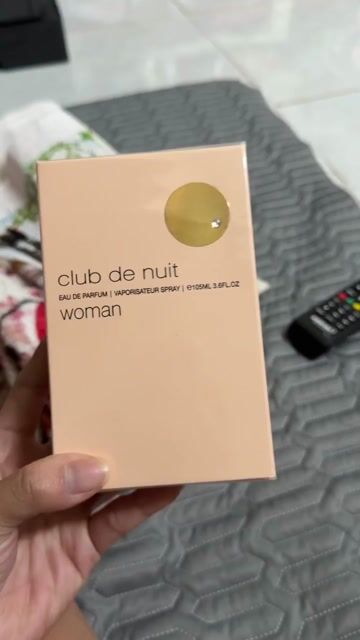 club de nuit
EAU DE PARFUM | VAPORISATEUR SPRAY | ℮105ML 3.6FL.OZ
woman